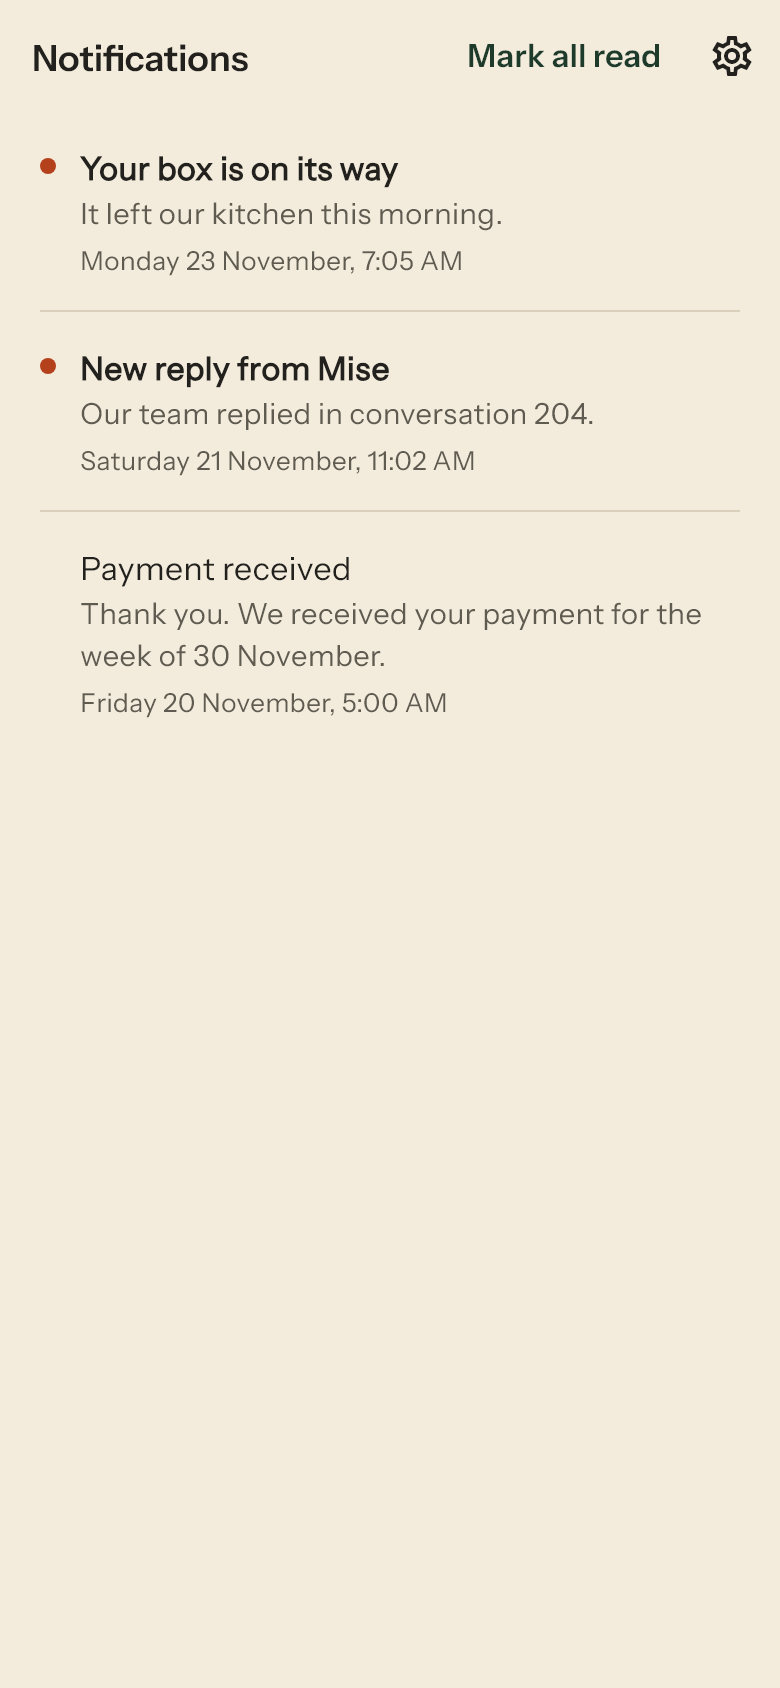 Notifications
Mark all read
Your box is on its way
It left our kitchen this morning.
Monday 23 November, 7:05 AM
New reply from Mise
Our team replied in conversation 204.
Saturday 21 November, 11:02 AM
Payment received
Thank you. We received your payment for the
week of 30 November.
Friday 20 November, 5:00 AM